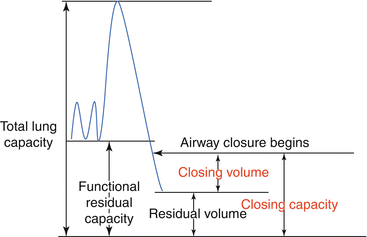 Total lung
capacity
Airway closure begins
Closing volume
Functional
residual
capacity
Residual volume
Closing capacity